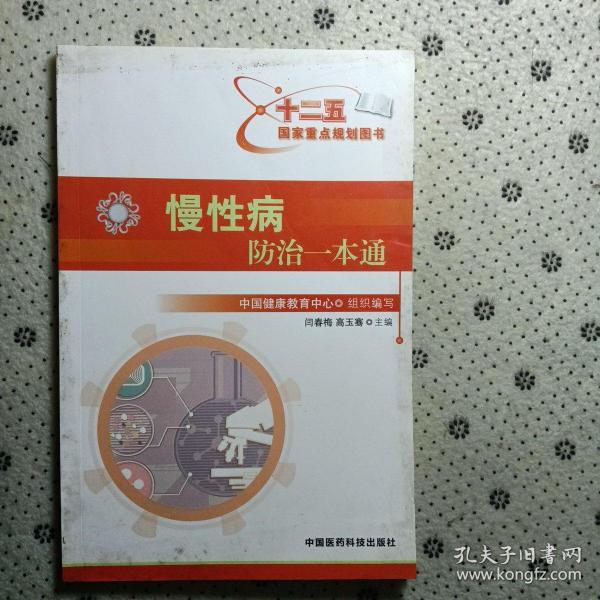 十二五
国家重点规划图书
慢性病
防治一本通
中国健康教育中心 组织编写
闫春梅 高玉骞 主编
中国医药科技出版社
孔夫子旧书网
www.kongfz.com